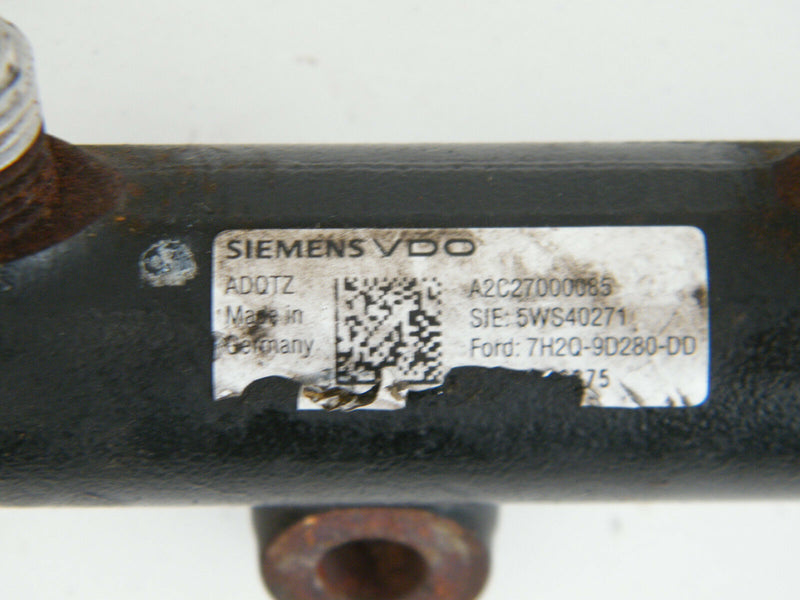 SIEMENS VDO
ADQTZ
Made in
Germany
A2C27000085
SIE: 5WS40271
Ford: 7H2Q-9D280-DD